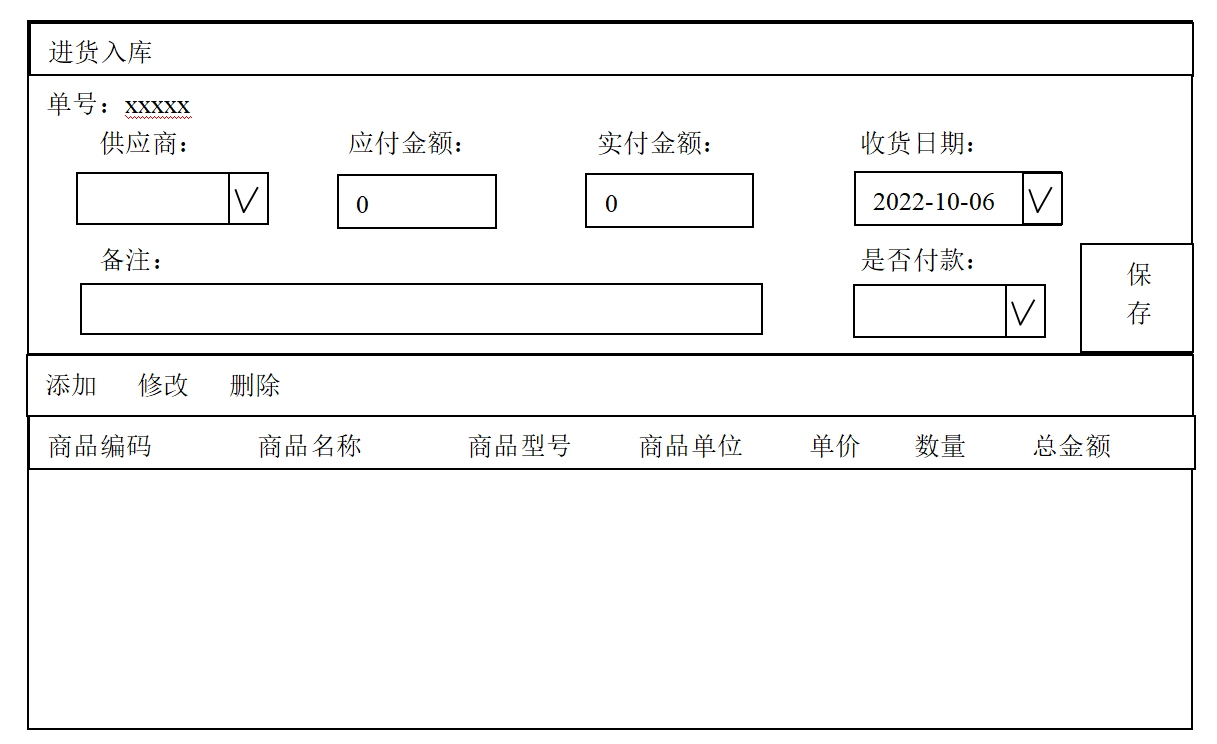 进货入库
单号：xxxxx
供应商： 应付金额： 实付金额： 收货日期：
0 0 2022-10-06
备注： 是否付款：
保
存
添加 修改 删除
商品编码 商品名称 商品型号 商品单位 单价 数量 总金额